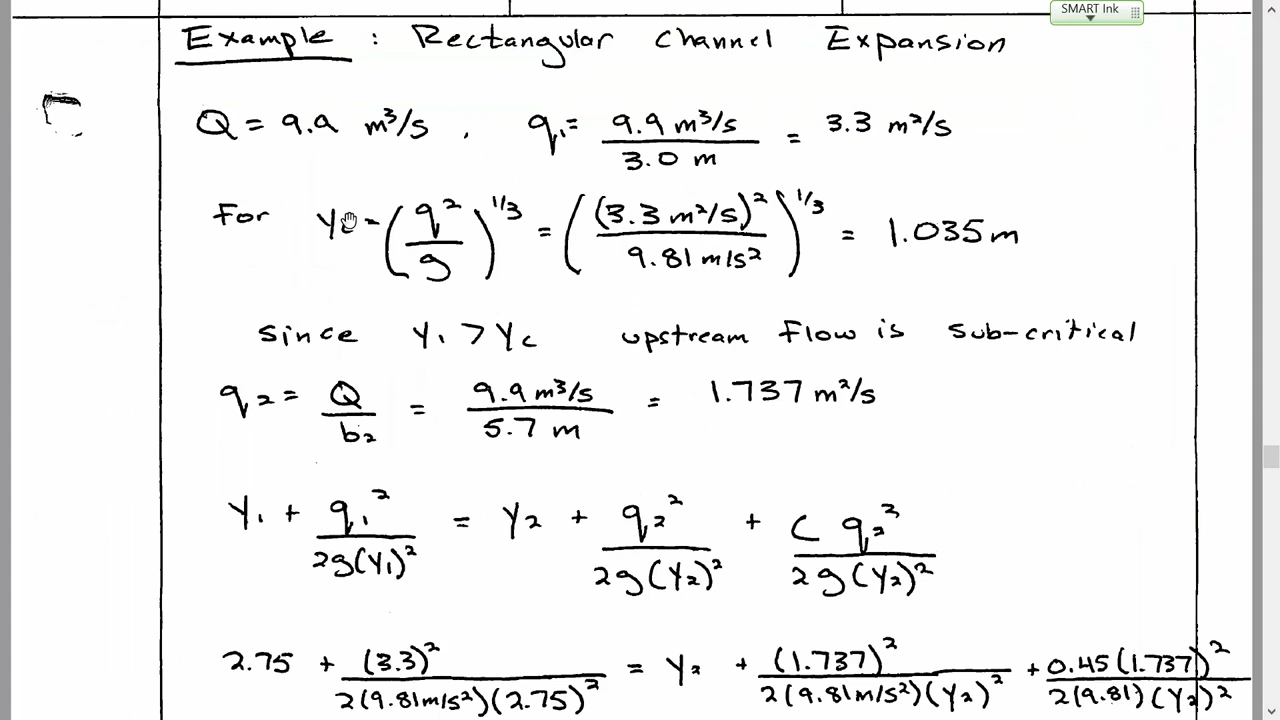 SMART Ink
Example : Rectangular Channel Expansion
Q = 9.9 m³/s , q₁ = 9.9 m³/s / 3.0 m = 3.3 m²/s
For y = (q²/g)^1/3 = ((3.3 m²/s)² / 9.81 m/s²)^1/3 = 1.035 m
Since y₁ > yc upstream flow is sub-critical
q₂ = Q/b₂ = 9.9 m³/s / 5.7 m = 1.737 m²/s
y₁ + q₁²/2g(y₁)² = y₂ + q₂²/2g(y₂)² + C q₂²/2g(y₂)²
2.75 + (3.3)²/2(9.81 m/s²)(2.75)² = y₂ + (1.737)²/2(9.81 m/s²)(y₂)² + 0.45(1.737)²/2(9.81)(y₂)²